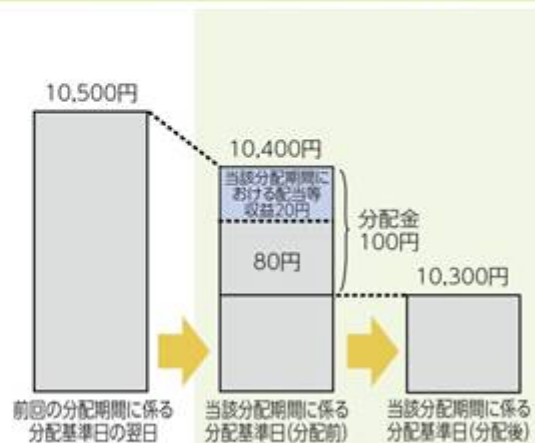 10,500円
10,400円
当該分配期間に
おける配当等
収益20円
80円
分配金
100円
10,300円
前回の分配期間に係る
分配基準日の翌日
当該分配期間に係る
分配基準日(分配前)
当該分配期間に係る
分配基準日(分配後)